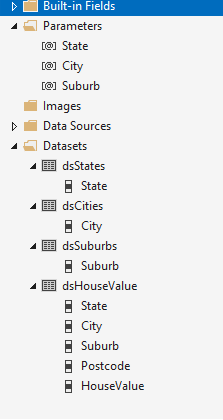 Built-in Fields
Parameters
[@] State
[@] City
[@] Suburb
Images
Data Sources
Datasets
dsStates
State
dsCities
City
dsSuburbs
Suburb
dsHouseValue
State
City
Suburb
Postcode
HouseValue